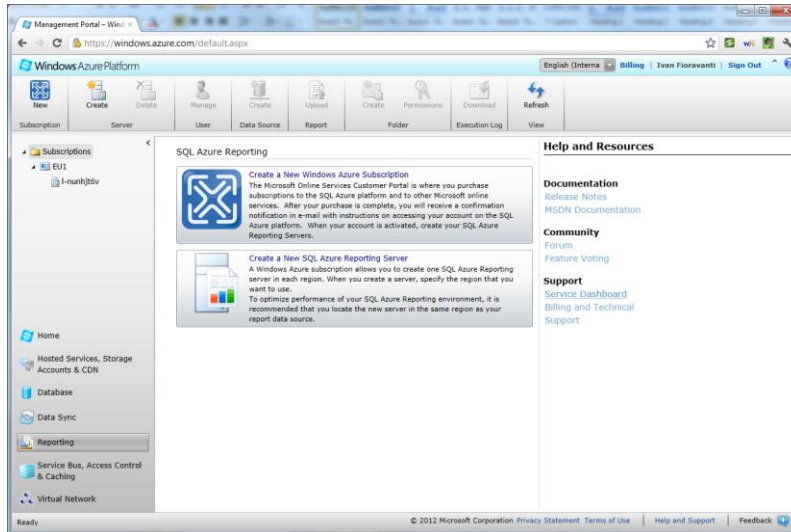 Management Portal – Wind
https://windows.azure.com/default.aspx
Windows Azure Platform
English (Interna
Billing | Ivan Fioravanti | Sign Out
New
Create
Delete
Manage
Create
Upload
Create
Permissions
Download
Refresh
Subscription
Server
User
Data Source
Report
Folder
Execution Log
View
Subscriptions
EU1
l-nunhjt6v
Home
Hosted Services, Storage
Accounts & CDN
Database
Data Sync
Reporting
Service Bus, Access Control
& Caching
Virtual Network
SQL Azure Reporting
Create a New Windows Azure Subscription
The Microsoft Online Services Customer Portal is where you purchase
subscriptions to the SQL Azure platform and to other Microsoft online
services. After your purchase is complete, you will receive a confirmation
notification in e-mail with instructions on accessing your account on the SQL
Azure platform. When your account is activated, create your SQL Azure
Reporting Servers.
Create a New SQL Azure Reporting Server
A Windows Azure subscription allows you to create one SQL Azure Reporting
server in each region. When you create a server, specify the region that you
want to use.
To optimize performance of your SQL Azure Reporting environment, it is
recommended that you locate the new server in the same region as your
report data source.
Help and Resources
Documentation
Release Notes
MSDN Documentation
Community
Forum
Feature Voting
Support
Service Dashboard
Billing and Technical
Support
Ready
© 2012 Microsoft Corporation Privacy Statement Terms of Use | Help and Support | Feedback